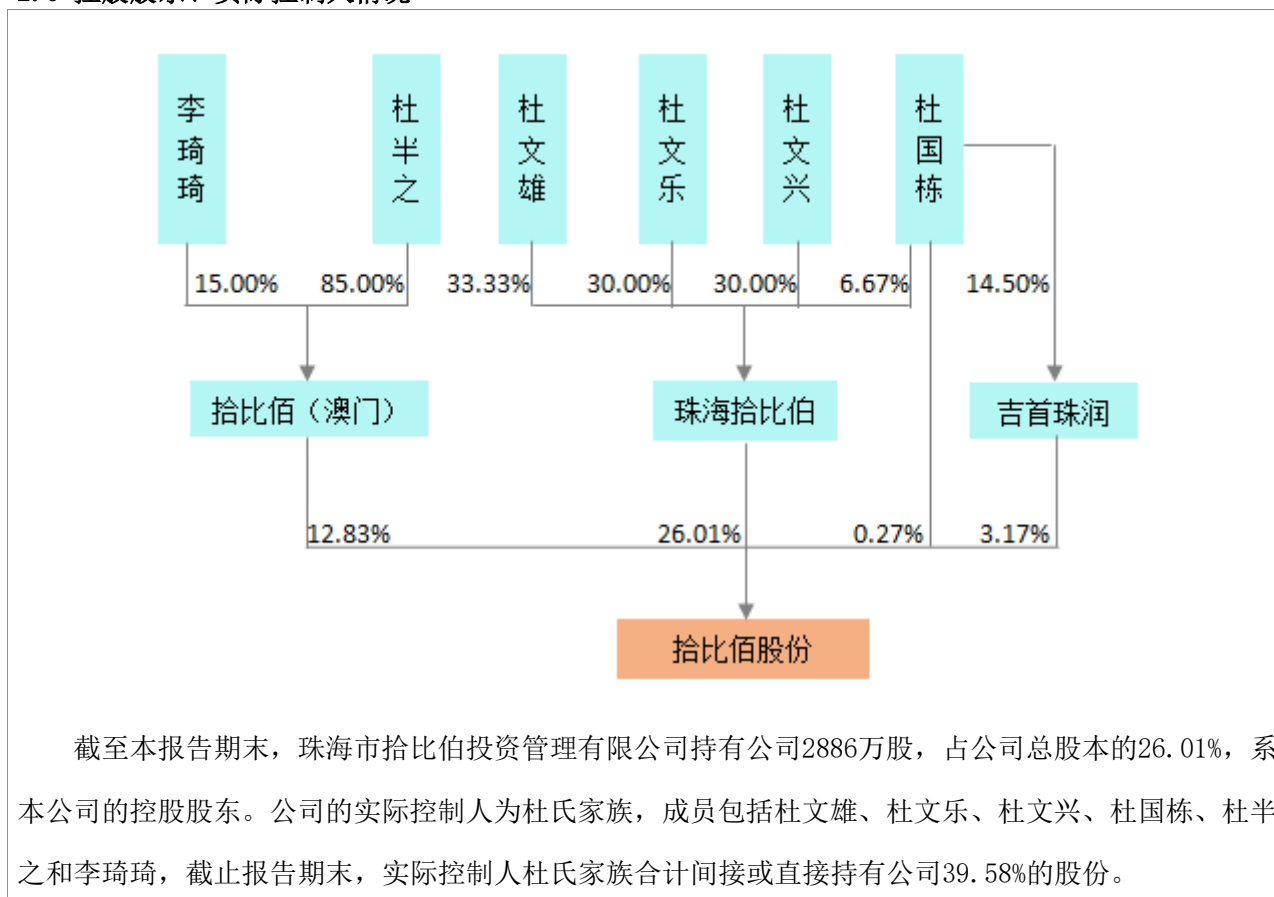 李琦琦
杜半之
杜文雄
杜文乐
杜文兴
杜国栋
15.00%
85.00%
33.33%
30.00%
30.00%
6.67%
14.50%
拾比佰（澳门）
珠海拾比伯
吉首珠润
12.83%
26.01%
0.27%
3.17%
拾比佰股份
截至本报告期末，珠海市拾比伯投资管理有限公司持有公司2886万股，占公司总股本的26.01%，系
本公司的控股股东。公司的实际控制人为杜氏家族，成员包括杜文雄、杜文乐、杜文兴、杜国栋、杜半
之和李琦琦，截止报告期末，实际控制人杜氏家族合计间接或直接持有公司39.58%的股份。